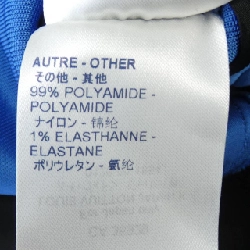 AUTRE - OTHER
その他 - 其他
99% POLYAMIDE -
POLYAMIDE
ナイロン - 锦纶
1% ELASTHANNE -
ELASTANE
ポリウレタン - 氨纶